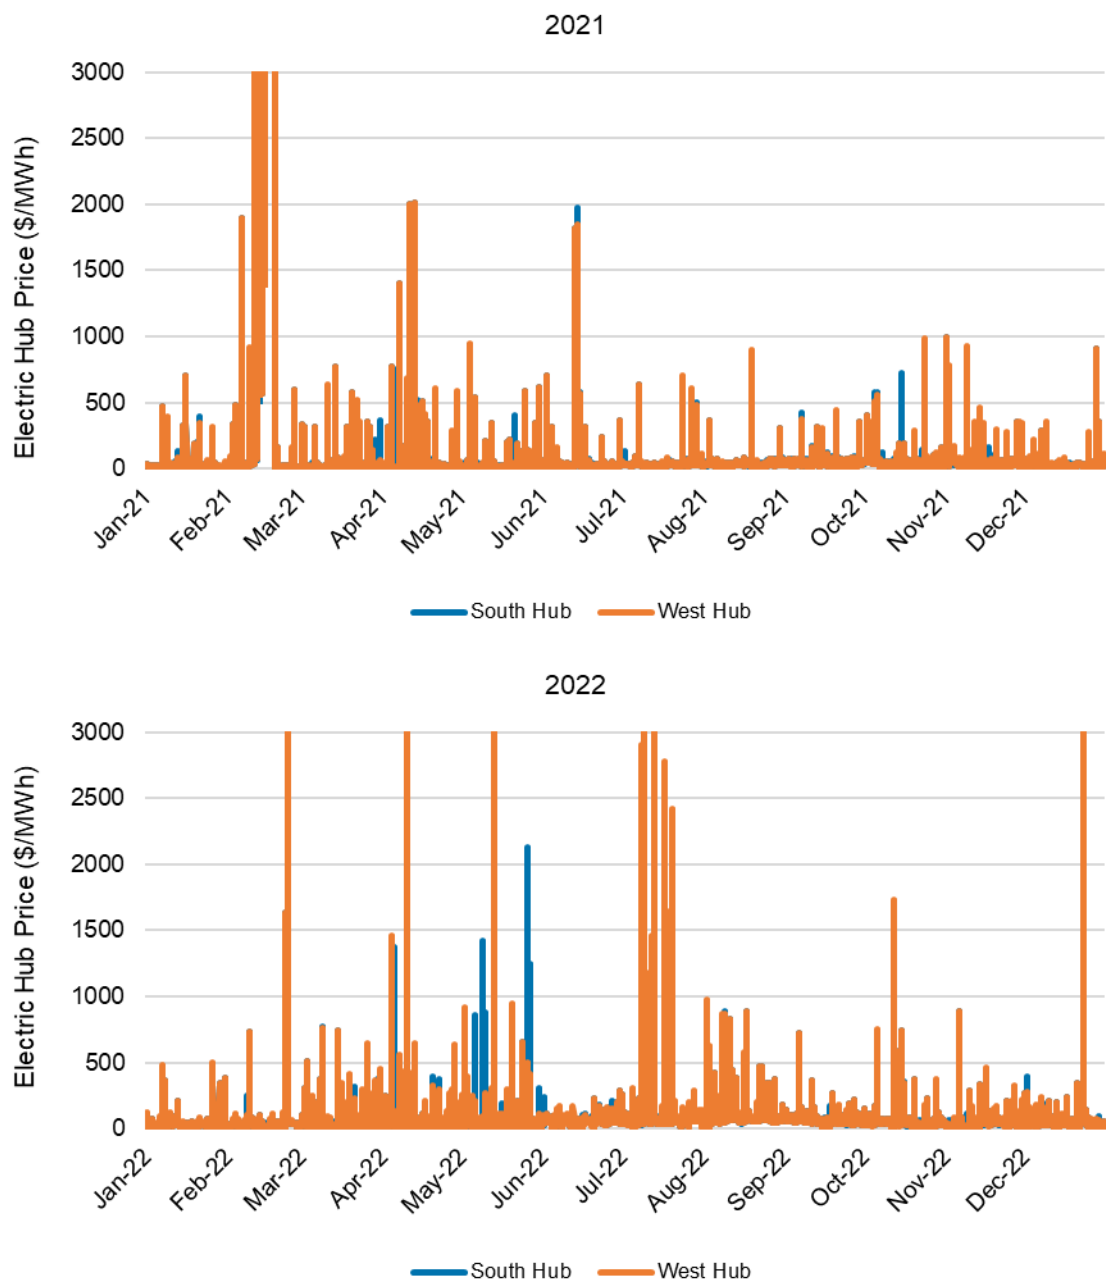 2021
Electric Hub Price ($/MWh)
3000
2500
2000
1500
1000
500
0
Jan-21
Feb-21
Mar-21
Apr-21
May-21
Jun-21
Jul-21
Aug-21
Sep-21
Oct-21
Nov-21
Dec-21
South Hub
West Hub
2022
Electric Hub Price ($/MWh)
3000
2500
2000
1500
1000
500
0
Jan-22
Feb-22
Mar-22
Apr-22
May-22
Jun-22
Jul-22
Aug-22
Sep-22
Oct-22
Nov-22
Dec-22
South Hub
West Hub